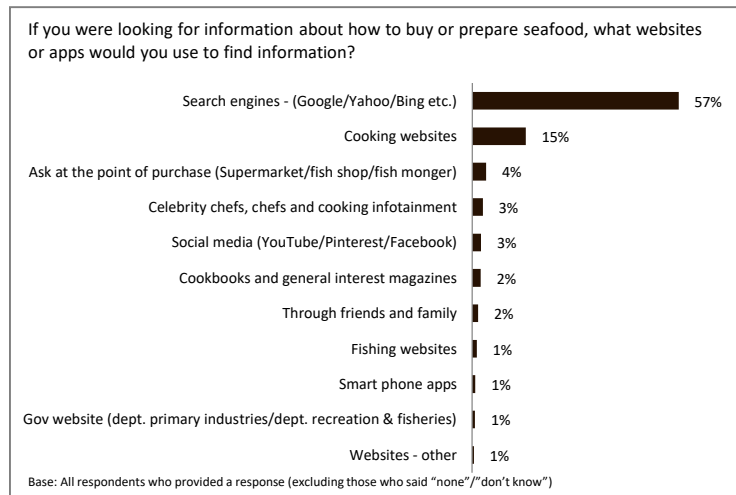 If you were looking for information about how to buy or prepare seafood, what websites
or apps would you use to find information?
Search engines - (Google/Yahoo/Bing etc.) 57%
Cooking websites 15%
Ask at the point of purchase (Supermarket/fish shop/fish monger) 4%
Celebrity chefs, chefs and cooking infotainment 3%
Social media (YouTube/Pinterest/Facebook) 3%
Cookbooks and general interest magazines 2%
Through friends and family 2%
Fishing websites 1%
Smart phone apps 1%
Gov website (dept. primary industries/dept. recreation & fisheries) 1%
Websites - other 1%
Base: All respondents who provided a response (excluding those who said “none”/”don’t know”)